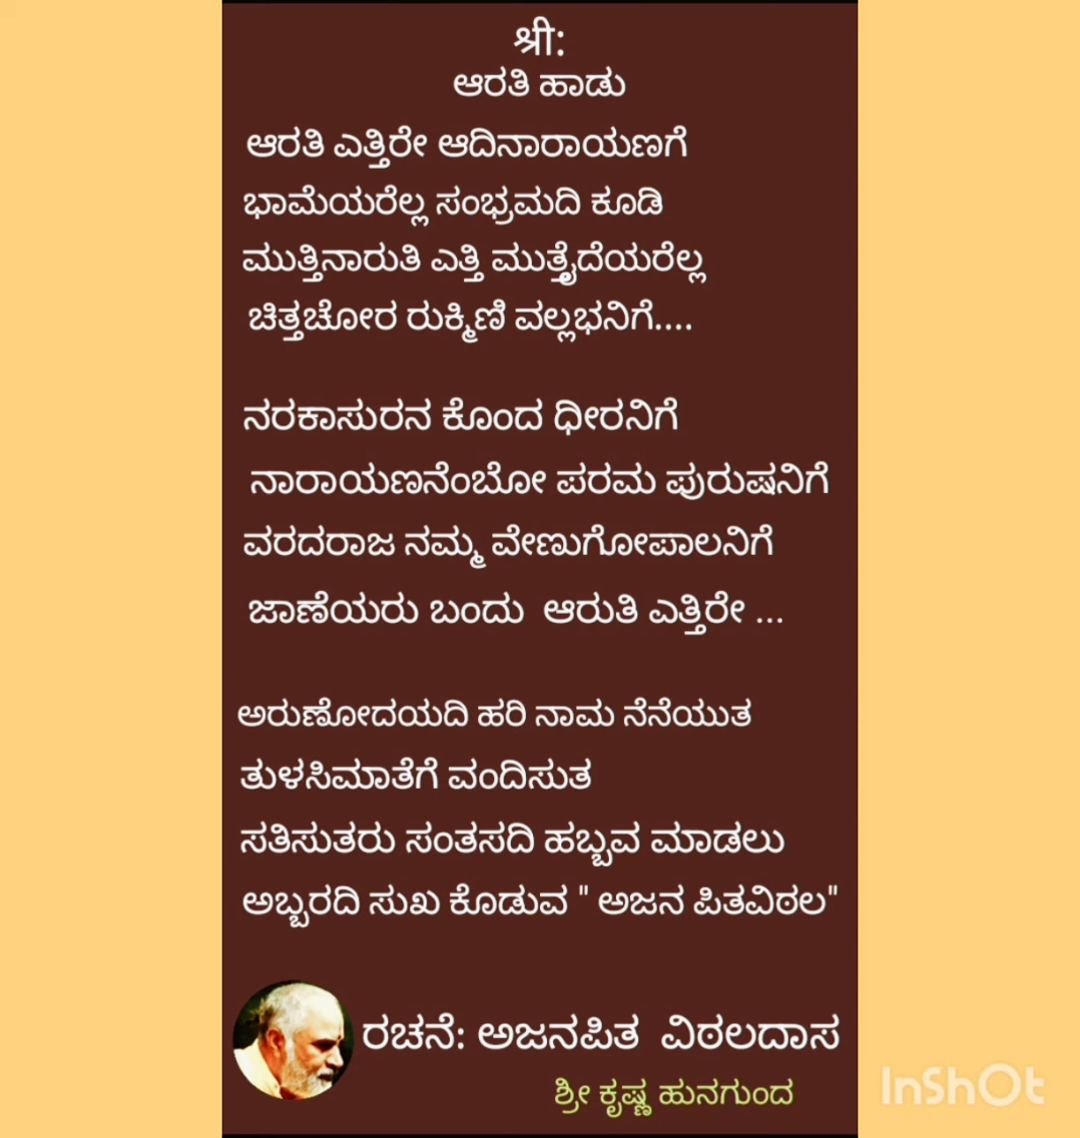 श्री:
ಆರತಿ ಹಾಡು
ಆರತಿ ಎತ್ತಿರೇ ಆದಿನಾರಾಯಣಗೆ
ಭಾಮೆಯರೆಲ್ಲ ಸಂಭ್ರಮದಿ ಕೂಡಿ
ಮುತ್ತಿನಾರುತಿ ಎತ್ತಿ ಮುತ್ತೈದೆಯರೆಲ್ಲ
ಚಿತ್ತಚೋರ ರುಕ್ಮಿಣಿ ವಲ್ಲಭನಿಗೆ....
ನರಕಾಸುರನ ಕೊಂದ ಧೀರನಿಗೆ
ನಾರಾಯಣನೆಂಬೋ ಪರಮ ಪುರುಷನಿಗೆ
ವರದರಾಜ ನಮ್ಮ ವೇಣುಗೋಪಾಲನಿಗೆ
ಜಾಣೆಯರು ಬಂದು ಆರುತಿ ಎತ್ತಿರೇ ...
ಅರುಣೋದಯದಿ ಹರಿ ನಾಮ ನೆನೆಯುತ
ತುಳಸಿಮಾತೆಗೆ ವಂದಿಸುತ
ಸತಿಸುತರು ಸಂತಸದಿ ಹಬ್ಬವ ಮಾಡಲು
ಅಬ್ಬರದಿ ಸುಖ ಕೊಡುವ " ಅಜನ ಪಿತವಿಠಲ"
ರಚನೆ: ಅಜನಪಿತ ವಿಠಲದಾಸ
ಶ್ರೀ ಕೃಷ್ಣ ಹುನಗುಂದ
InShOt